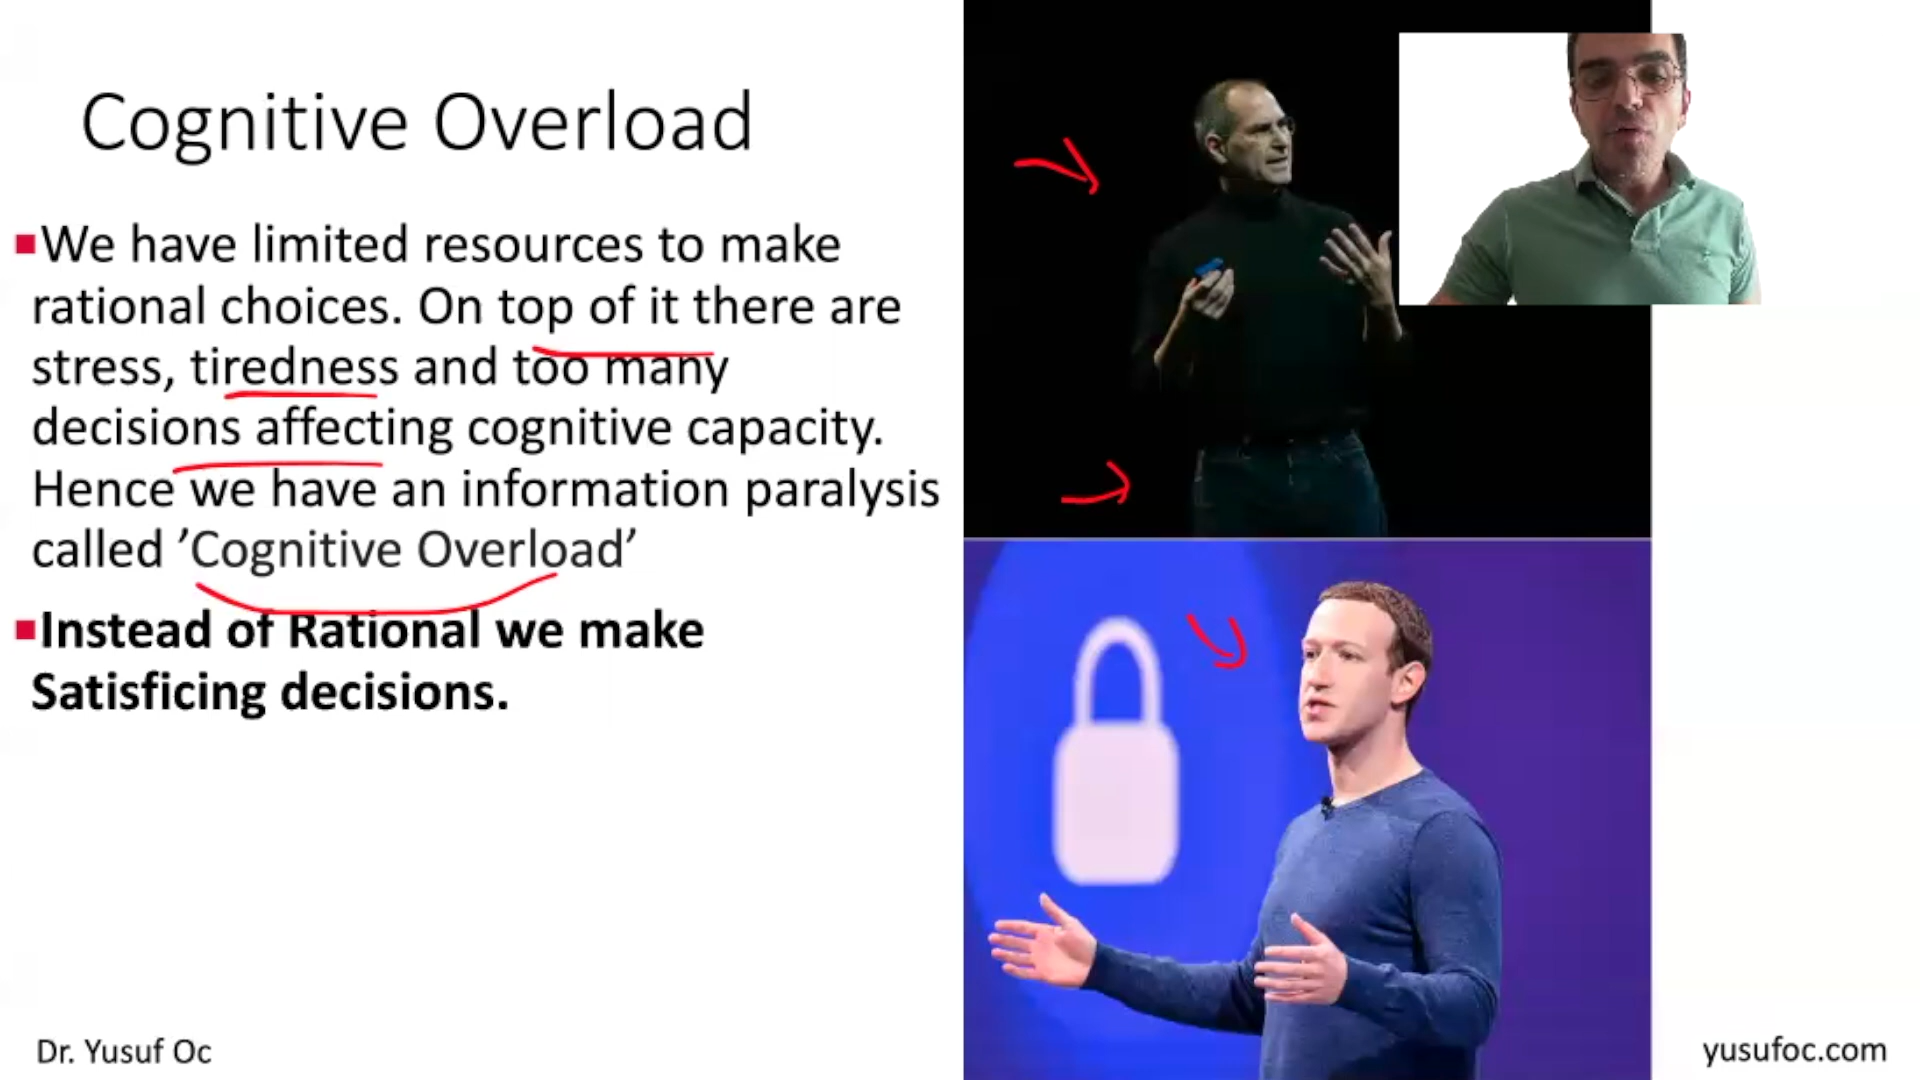 Cognitive Overload
We have limited resources to make
rational choices. On top of it there are
stress, tiredness and too many
decisions affecting cognitive capacity.
Hence we have an information paralysis
called ’Cognitive Overload’
Instead of Rational we make
Satisficing decisions.
Dr. Yusuf Oc
yusufoc.com